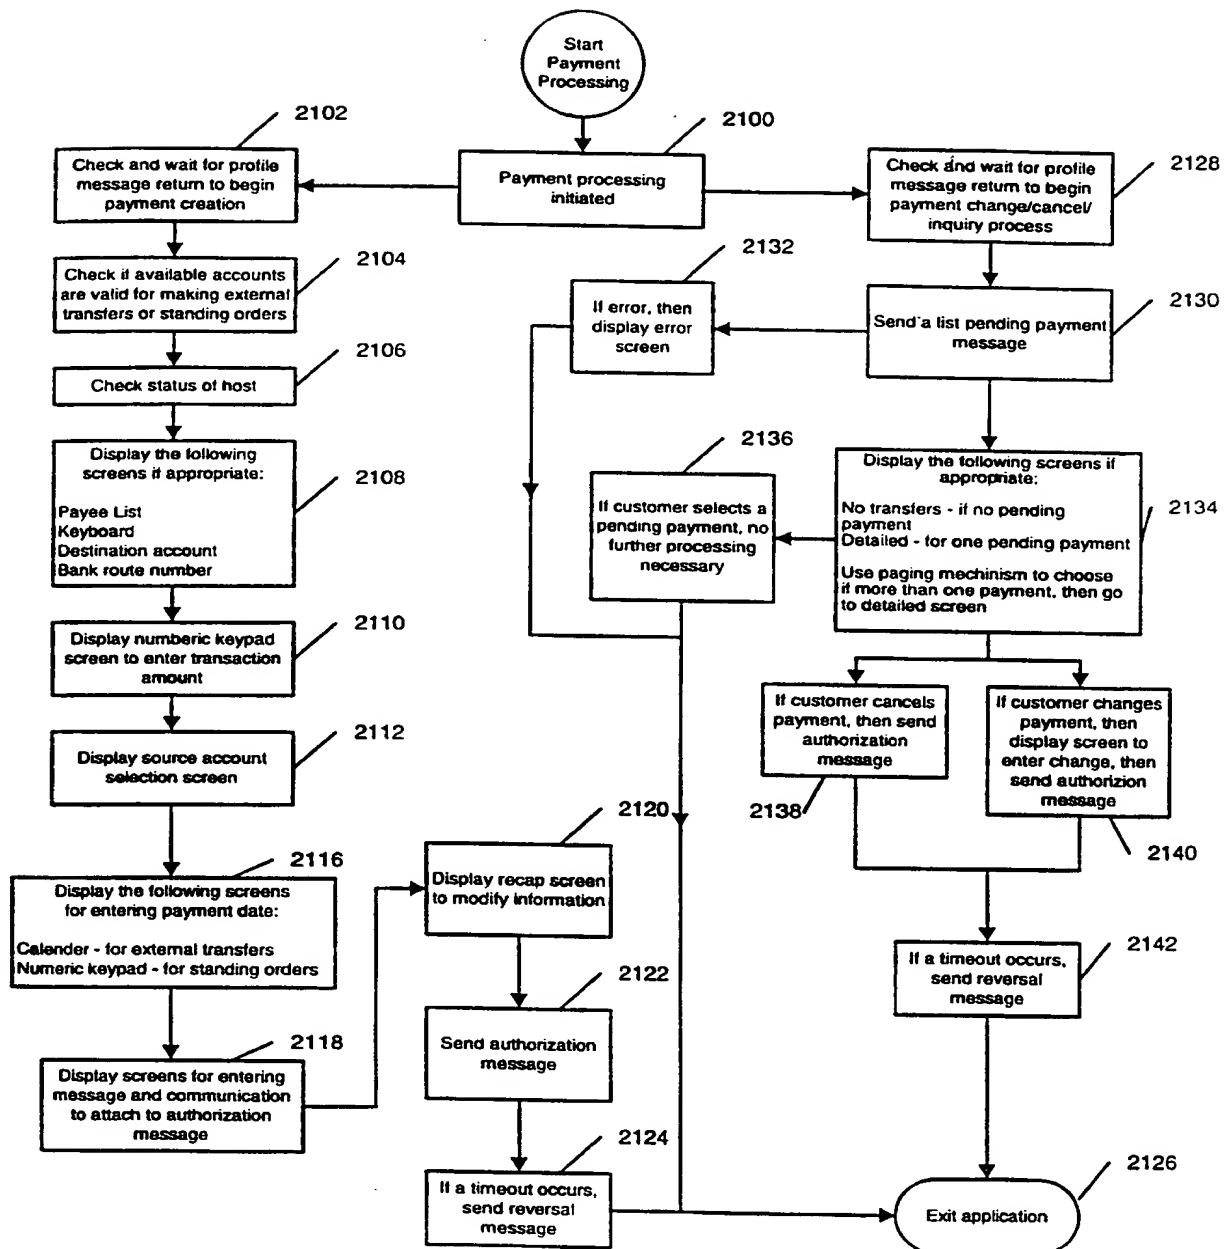 Start
Payment
Processing
2100
Payment processing
initiated
2102
Check and wait for profile
message return to begin
payment creation
2104
Check if available accounts
are valid for making external
transfers or standing orders
2106
Check status of host
2108
Display the following
screens if appropriate:
Payee List
Keyboard
Destination account
Bank route number
2110
Display numberic keypad
screen to enter transaction
amount
2112
Display source account
selection screen
2116
Display the following screens
for entering payment date:
Calender - for external transfers
Numeric keypad - for standing orders
2118
Display screens for entering
message and communication
to attach to authorization
message
2120
Display recap screen
to modify information
2122
Send authorization
message
2124
If a timeout occurs,
send reversal
message
2128
Check and wait for profile
message return to begin
payment change/cancel/
inquiry process
2130
Send a list pending payment
message
2132
If error, then
display error
screen
2134
Display the following screens if
appropriate:
No transfers - if no pending
payment
Detailed - for one pending payment
Use paging mechinism to choose
if more than one payment, then go
to detailed screen
2136
If customer selects a
pending payment, no
further processing
necessary
If customer cancels
payment, then send
authorization
message
2138
If customer changes
payment, then
display screen to
enter change, then
send authorizion
message
2140
2142
If a timeout occurs,
send reversal
message
2126
Exit application